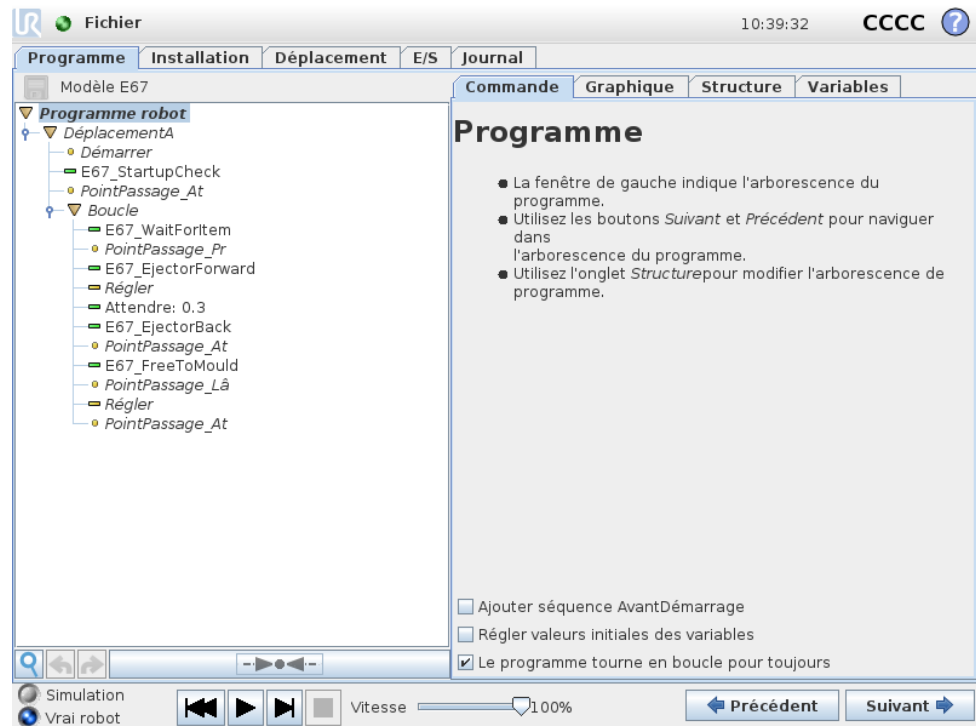 UR Fichier 10:39:32 CCCC ?
Programme Installation Déplacement E/S Journal
Modèle E67
Commande Graphique Structure Variables
Programme robot
DéplacementA
Démarrer
E67_StartupCheck
PointPassage_At
Boucle
E67_WaitForItem
PointPassage_Pr
E67_EjectorForward
Régler
Attendre: 0.3
E67_EjectorBack
PointPassage_At
E67_FreeToMould
PointPassage_Lâ
Régler
PointPassage_At
Programme
La fenêtre de gauche indique l'arborescence du
programme.
Utilisez les boutons Suivant et Précédent pour naviguer
dans
l'arborescence du programme.
Utilisez l'onglet Structurepour modifier l'arborescence de
programme.
Ajouter séquence AvantDémarrage
Régler valeurs initiales des variables
Le programme tourne en boucle pour toujours
Simulation
Vrai robot
Vitesse 100%
Précédent Suivant